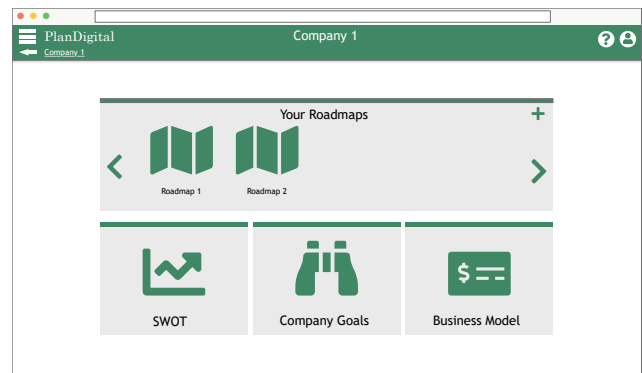 PlanDigital
Company 1
Company 1
Your Roadmaps
Roadmap 1
Roadmap 2
SWOT
Company Goals
Business Model